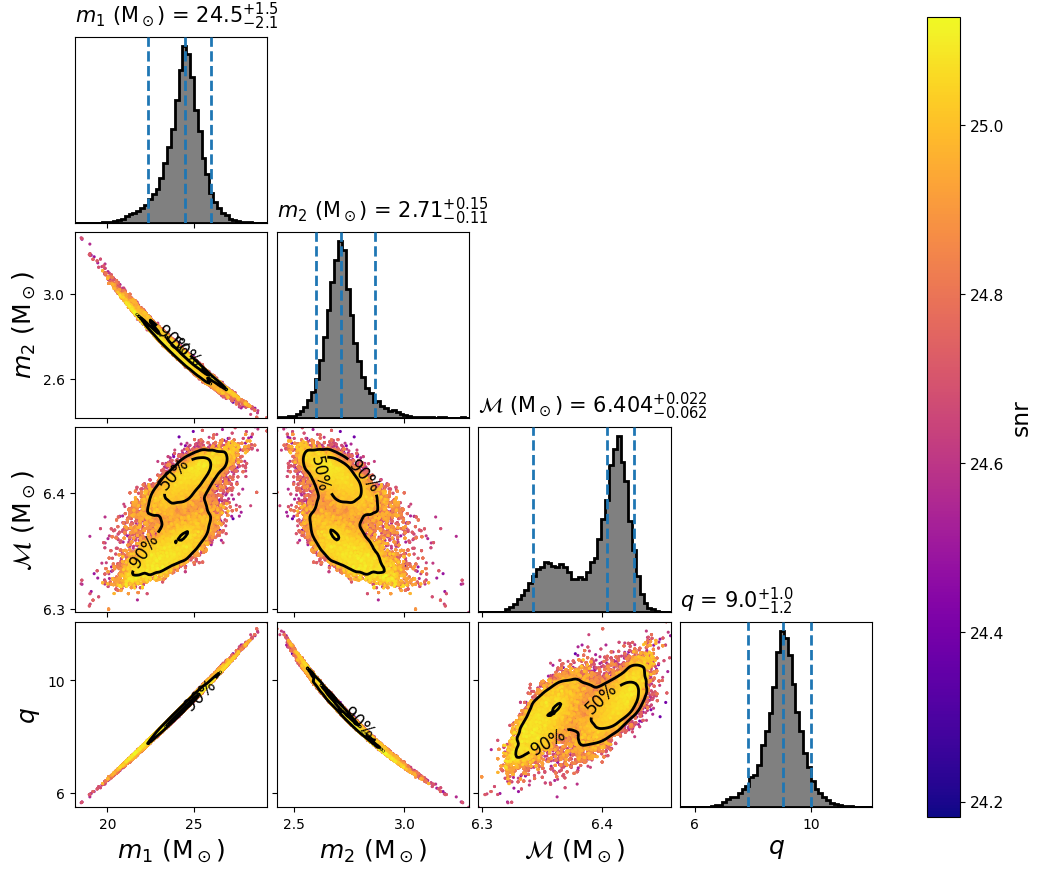 m₁ (M⊙) = 24.5 +1.5 −2.1
25.0
m₂ (M⊙) = 2.71 +0.15 −0.11
m₂ (M⊙)
3.0
2.6
90%
50%
24.8
ℳ (M⊙) = 6.404 +0.022 −0.062
snr
ℳ (M⊙)
6.4
6.3
50%
90%
50%
90%
24.6
q = 9.0 +1.0 −1.2
24.4
q
10
6
90%
90%
50%
90%
24.2
20 25 2.5 3.0 6.3 6.4 6 10
m₁ (M⊙) m₂ (M⊙) ℳ (M⊙) q